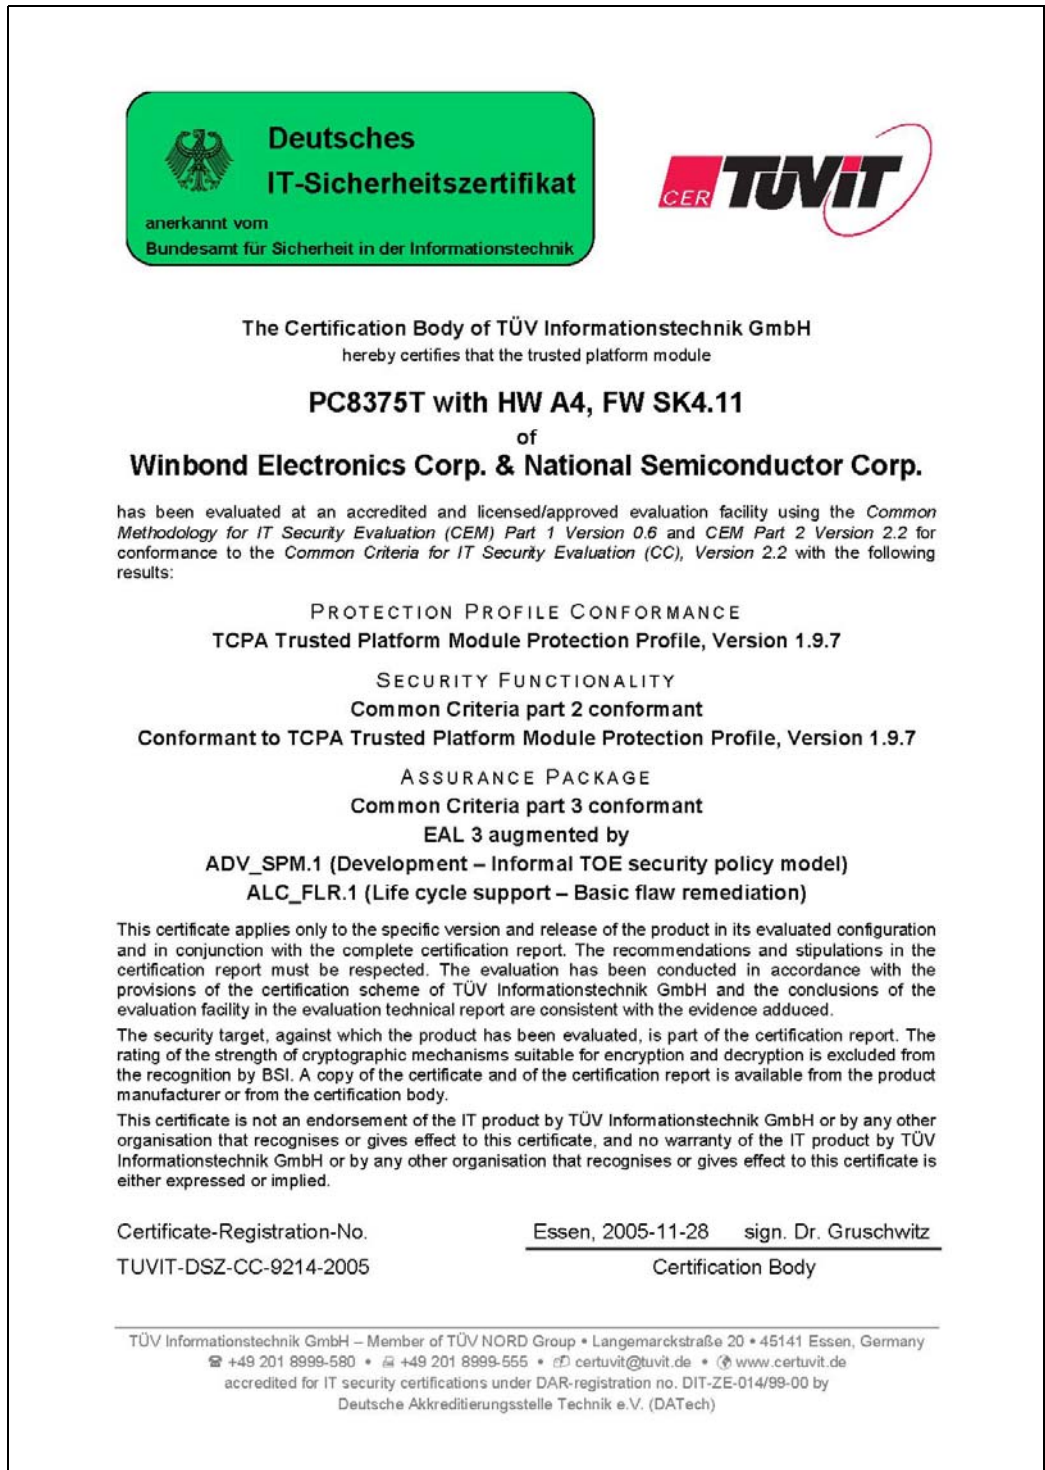 Deutsches
IT-Sicherheitszertifikat
anerkannt vom
Bundesamt für Sicherheit in der Informationstechnik
CER TÜViT
The Certification Body of TÜV Informationstechnik GmbH
hereby certifies that the trusted platform module
PC8375T with HW A4, FW SK4.11
of
Winbond Electronics Corp. & National Semiconductor Corp.
has been evaluated at an accredited and licensed/approved evaluation facility using the Common
Methodology for IT Security Evaluation (CEM) Part 1 Version 0.6 and CEM Part 2 Version 2.2 for
conformance to the Common Criteria for IT Security Evaluation (CC), Version 2.2 with the following
results:
PROTECTION PROFILE CONFORMANCE
TCPA Trusted Platform Module Protection Profile, Version 1.9.7
SECURITY FUNCTIONALITY
Common Criteria part 2 conformant
Conformant to TCPA Trusted Platform Module Protection Profile, Version 1.9.7
ASSURANCE PACKAGE
Common Criteria part 3 conformant
EAL 3 augmented by
ADV_SPM.1 (Development – Informal TOE security policy model)
ALC_FLR.1 (Life cycle support – Basic flaw remediation)
This certificate applies only to the specific version and release of the product in its evaluated configuration
and in conjunction with the complete certification report. The recommendations and stipulations in the
certification report must be respected. The evaluation has been conducted in accordance with the
provisions of the certification scheme of TÜV Informationstechnik GmbH and the conclusions of the
evaluation facility in the evaluation technical report are consistent with the evidence adduced.
The security target, against which the product has been evaluated, is part of the certification report. The
rating of the strength of cryptographic mechanisms suitable for encryption and decryption is excluded from
the recognition by BSI. A copy of the certificate and of the certification report is available from the product
manufacturer or from the certification body.
This certificate is not an endorsement of the IT product by TÜV Informationstechnik GmbH or by any other
organisation that recognises or gives effect to this certificate, and no warranty of the IT product by TÜV
Informationstechnik GmbH or by any other organisation that recognises or gives effect to this certificate is
either expressed or implied.
Certificate-Registration-No.
TUVIT-DSZ-CC-9214-2005
Essen, 2005-11-28 sign. Dr. Gruschwitz
Certification Body
TÜV Informationstechnik GmbH – Member of TÜV NORD Group • Langemarckstraße 20 • 45141 Essen, Germany
☎ +49 201 8999-580 • +49 201 8999-555 • certuvit@tuvit.de • www.certuvit.de
accredited for IT security certifications under DAR-registration no. DIT-ZE-014/99-00 by
Deutsche Akkreditierungsstelle Technik e.V. (DATech)